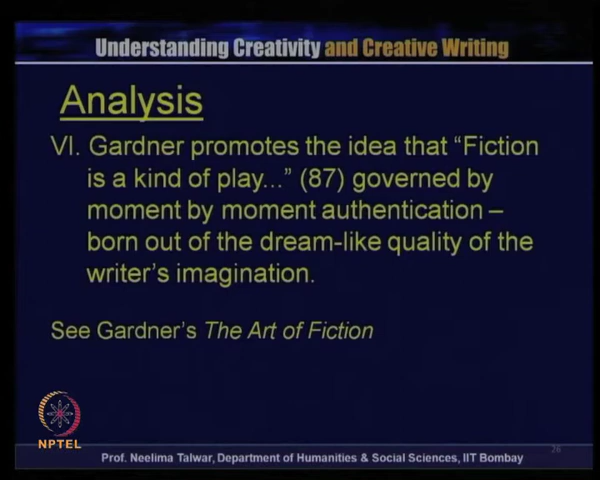 Understanding Creativity and Creative Writing
Analysis
VI. Gardner promotes the idea that “Fiction
is a kind of play...” (87) governed by
moment by moment authentication –
born out of the dream-like quality of the
writer’s imagination.
See Gardner’s The Art of Fiction
NPTEL
26
Prof. Neelima Talwar, Department of Humanities & Social Sciences, IIT Bombay